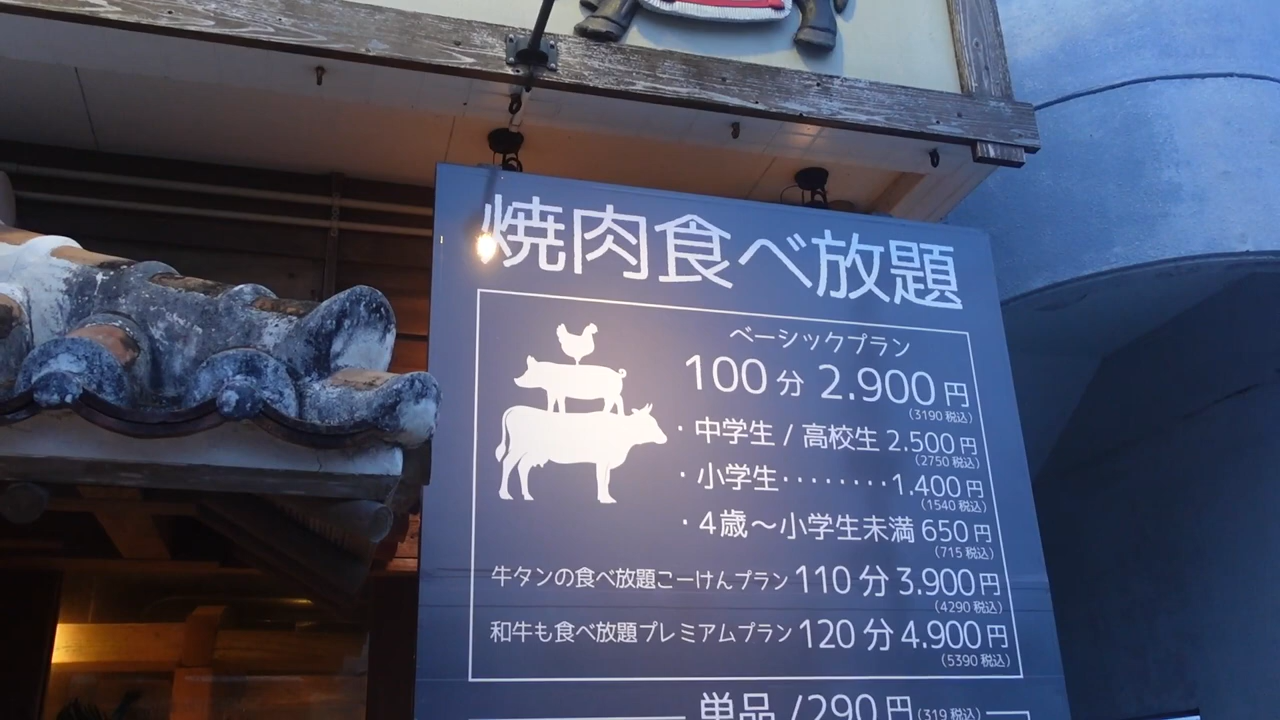 焼肉食べ放題
ベーシックプラン
100分 2.900円
(3190税込)
・中学生 / 高校生 2.500円
(2750税込)
・小学生・・・・・・・・1.400円
(1540税込)
・4歳〜小学生未満 650円
(715税込)
牛タンの食べ放題こーけんプラン 110分 3.900円
(4290税込)
和牛も食べ放題プレミアムプラン 120分 4.900円
(5390税込)
単品 /290円(319税込)